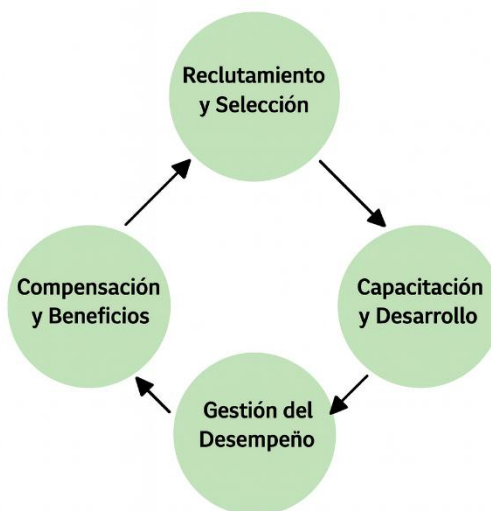 Reclutamiento
y Selección
Capacitación
y Desarrollo
Gestión del
Desempeño
Compensación
y Beneficios